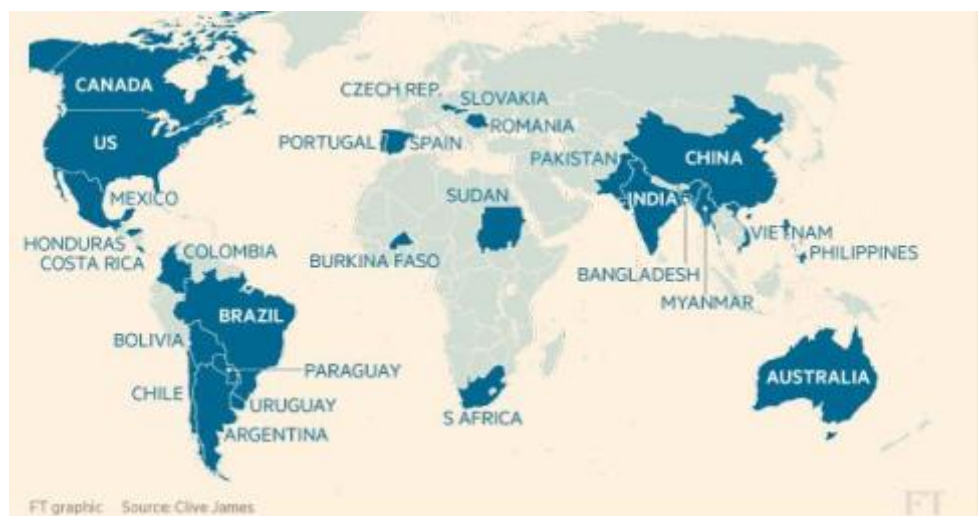 CANADA
US
MEXICO
HONDURAS
COSTA RICA
COLOMBIA
BRAZIL
BOLIVIA
PARAGUAY
CHILE
URUGUAY
ARGENTINA
CZECH REP.
SLOVAKIA
ROMANIA
PORTUGAL
SPAIN
SUDAN
BURKINA FASO
S AFRICA
PAKISTAN
CHINA
INDIA
BANGLADESH
MYANMAR
VIETNAM
PHILIPPINES
AUSTRALIA
FT graphic Source: Clive James
FT